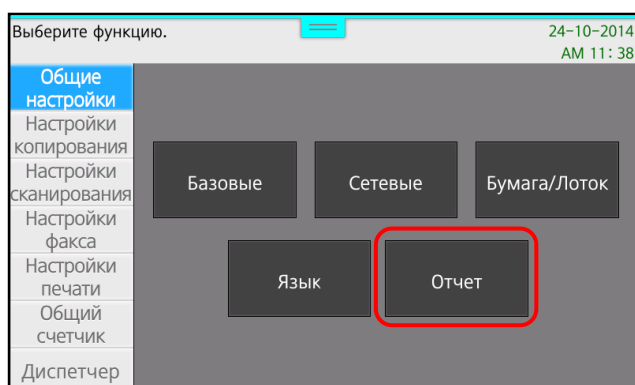 Выберите функцию.
24-10-2014
AM 11:38
Общие
настройки
Настройки
копирования
Настройки
сканирования
Настройки
факса
Настройки
печати
Общий
счетчик
Диспетчер
Базовые
Сетевые
Бумага/Лоток
Язык
Отчет